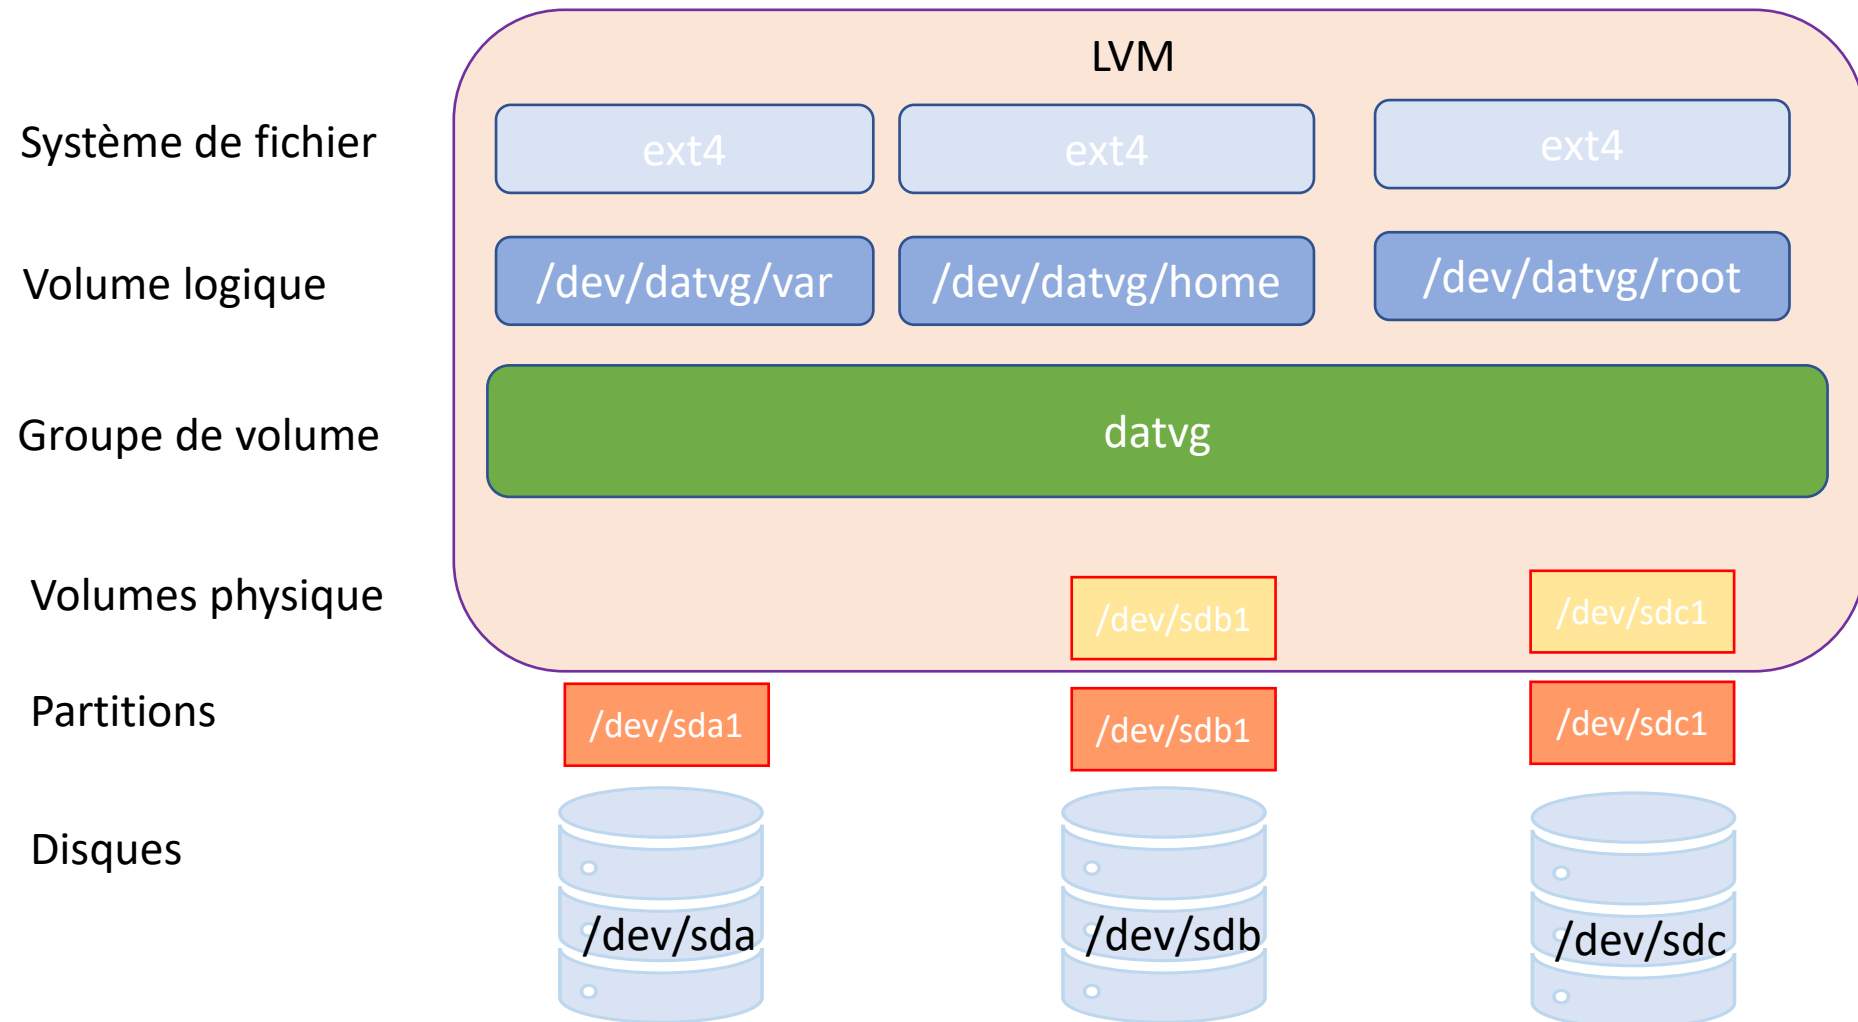 LVM
Système de fichier
ext4
ext4
ext4
Volume logique
/dev/datvg/var
/dev/datvg/home
/dev/datvg/root
Groupe de volume
datvg
Volumes physique
/dev/sdb1
/dev/sdc1
Partitions
/dev/sda1
/dev/sdb1
/dev/sdc1
Disques
/dev/sda
/dev/sdb
/dev/sdc